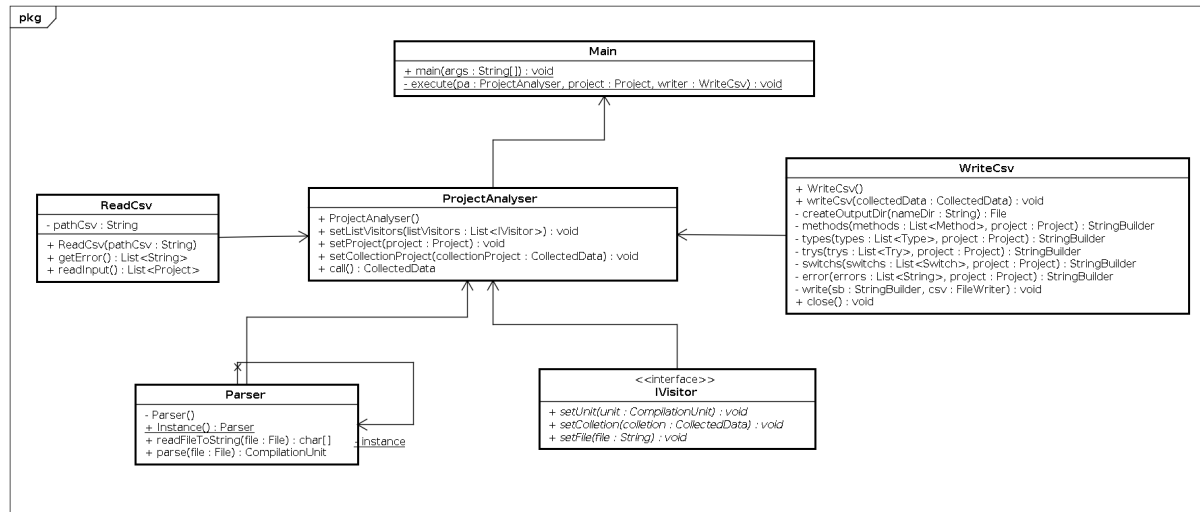 pkg
Main
+ main(args : String[]) : void
- execute(pa : ProjectAnalyser, project : Project, writer : WriteCsv) : void
ReadCsv
- pathCsv : String
+ ReadCsv(pathCsv : String)
+ getError() : List<String>
+ readInput() : List<Project>
ProjectAnalyser
+ ProjectAnalyser()
+ setListVisitors(listVisitors : List<IVisitor>) : void
+ setProject(project : Project) : void
+ setCollectionProject(collectionProject : CollectedData) : void
+ call() : CollectedData
WriteCsv
+ WriteCsv()
+ writeCsv(collectedData : CollectedData) : void
- createOutputDir(nameDir : String) : File
- methods(methods : List<Method>, project : Project) : StringBuilder
- types(types : List<Type>, project : Project) : StringBuilder
- trys(trys : List<Try>, project : Project) : StringBuilder
- switchs(switchs : List<Switch>, project : Project) : StringBuilder
- error(errors : List<String>, project : Project) : StringBuilder
- write(sb : StringBuilder, csv : FileWriter) : void
+ close() : void
Parser
- Parser()
+ Instance() : Parser
+ readFileToString(file : File) : char[]
+ parse(file : File) : CompilationUnit
- instance
<<interface>>
IVisitor
+ setUnit(unit : CompilationUnit) : void
+ setColletion(colletion : CollectedData) : void
+ setFile(file : String) : void